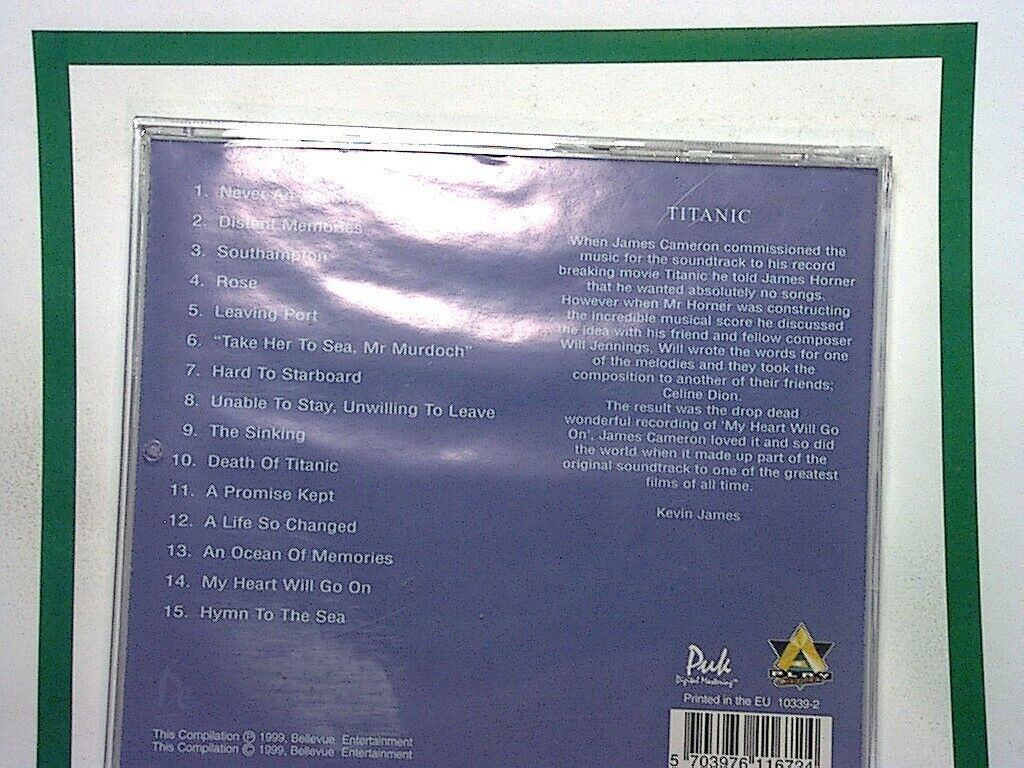 1. Never
2. Distant Memories
3. Southampton
4. Rose
5. Leaving Port
6. "Take Her To Sea, Mr Murdoch"
7. Hard To Starboard
8. Unable To Stay, Unwilling To Leave
9. The Sinking
10. Death Of Titanic
11. A Promise Kept
12. A Life So Changed
13. An Ocean Of Memories
14. My Heart Will Go On
15. Hymn To The Sea
This Compilation Ⓟ 1999, Bellevue Entertainment
This Compilation © 1999, Bellevue Entertainment
TITANIC
When James Cameron commissioned the
music for the soundtrack to his record
breaking movie Titanic he told James Horner
that he wanted absolutely no songs.
However when Mr Horner was constructing
the incredible musical score he discussed
the idea with his friend and fellow composer
Will Jennings, Will wrote the words for one
of the melodies and they took the
composition to another of their friends;
Celine Dion.
The result was the drop dead
wonderful recording of 'My Heart Will Go
On', James Cameron loved it and so did
the world when it made up part of the
original soundtrack to one of the greatest
films of all time.
Kevin James
Puk
Digital Mastering™
PLAY
Printed in the EU 10339-2
5 703976 116724